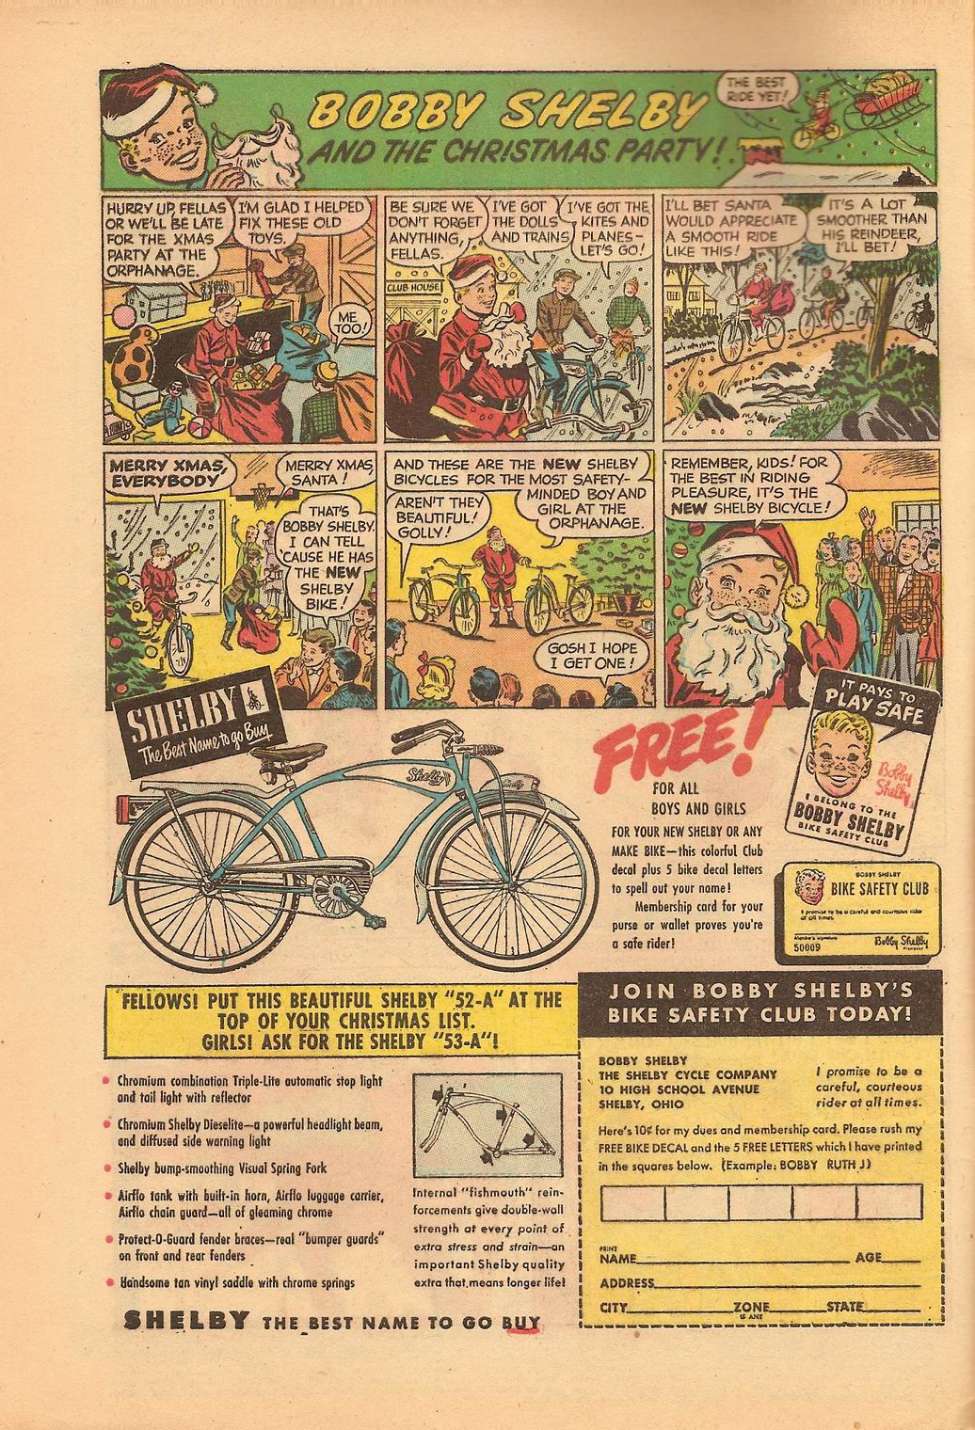 BOBBY SHELBY
AND THE CHRISTMAS PARTY!
THE BEST
RIDE YET!
HURRY UP, FELLAS
OR WE'LL BE LATE
FOR THE XMAS
PARTY AT THE
ORPHANAGE.
I'M GLAD I HELPED
FIX THESE OLD
TOYS.
ME
TOO!
BE SURE WE
DON'T FORGET
ANYTHING,
FELLAS.
I'VE GOT
THE DOLLS
AND TRAINS
I'VE GOT THE
KITES AND
PLANES-
LET'S GO!
CLUB HOUSE
I'LL BET SANTA
WOULD APPRECIATE
A SMOOTH RIDE
LIKE THIS!
IT'S A LOT
SMOOTHER THAN
HIS REINDEER,
I'LL BET!
MERRY XMAS,
EVERYBODY
MERRY XMAS,
SANTA!
THAT'S
BOBBY SHELBY.
I CAN TELL
'CAUSE HE HAS
THE NEW
SHELBY
BIKE!
AND THESE ARE THE NEW SHELBY
BICYCLES FOR THE MOST SAFETY-
MINDED BOY AND
GIRL AT THE
ORPHANAGE.
AREN'T THEY
BEAUTIFUL!
GOLLY!
GOSH I HOPE
I GET ONE!
REMEMBER, KIDS! FOR
THE BEST IN RIDING
PLEASURE, IT'S THE
NEW SHELBY BICYCLE!
SHELBY
The Best Name to go Buy
Shelby
FREE!
FOR ALL
BOYS AND GIRLS
FOR YOUR NEW SHELBY OR ANY
MAKE BIKE—this colorful Club
decal plus 5 bike decal letters
to spell out your name!
Membership card for your
purse or wallet proves you're
a safe rider!
IT PAYS TO
PLAY SAFE
Bobby
Shelby
I BELONG TO THE
BOBBY SHELBY
BIKE SAFETY CLUB
BOBBY SHELBY
BIKE SAFETY CLUB
I promise to be a careful and courteous rider
at all times.
Member's signature
50009
Bobby Shelby
FELLOWS! PUT THIS BEAUTIFUL SHELBY "52-A" AT THE
TOP OF YOUR CHRISTMAS LIST.
GIRLS! ASK FOR THE SHELBY "53-A"!
• Chromium combination Triple-Lite automatic stop light
and tail light with reflector
• Chromium Shelby Dieselite—a powerful headlight beam,
and diffused side warning light
• Shelby bump-smoothing Visual Spring Fork
• Airflo tank with built-in horn, Airflo luggage carrier,
Airflo chain guard—all of gleaming chrome
• Protect-O-Guard fender braces—real "bumper guards"
on front and rear fenders
• Handsome tan vinyl saddle with chrome springs
Internal "fishmouth" rein-
forcements give double-wall
strength at every point of
extra stress and strain—an
important Shelby quality
extra that means longer life!
SHELBY THE BEST NAME TO GO BUY
JOIN BOBBY SHELBY'S
BIKE SAFETY CLUB TODAY!
BOBBY SHELBY
THE SHELBY CYCLE COMPANY
10 HIGH SCHOOL AVENUE
SHELBY, OHIO
I promise to be a
careful, courteous
rider at all times.
Here's 10¢ for my dues and membership card. Please rush my
FREE BIKE DECAL and the 5 FREE LETTERS which I have printed
in the squares below. (Example: BOBBY RUTH J)
PRINT
NAME AGE
ADDRESS
CITY ZONE STATE
IF ANY